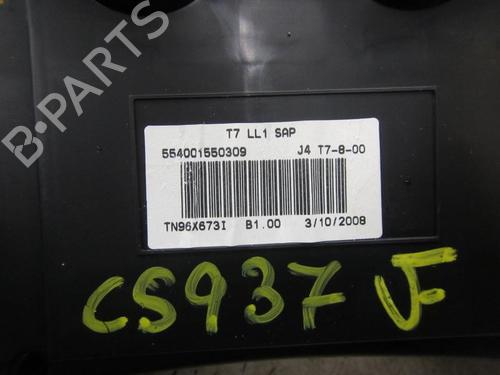 B-PARTS
T7 LL1 SAP
554001550309 J4 T7-8-00
TN96X673I B1.00 3/10/2008
CS937 VF